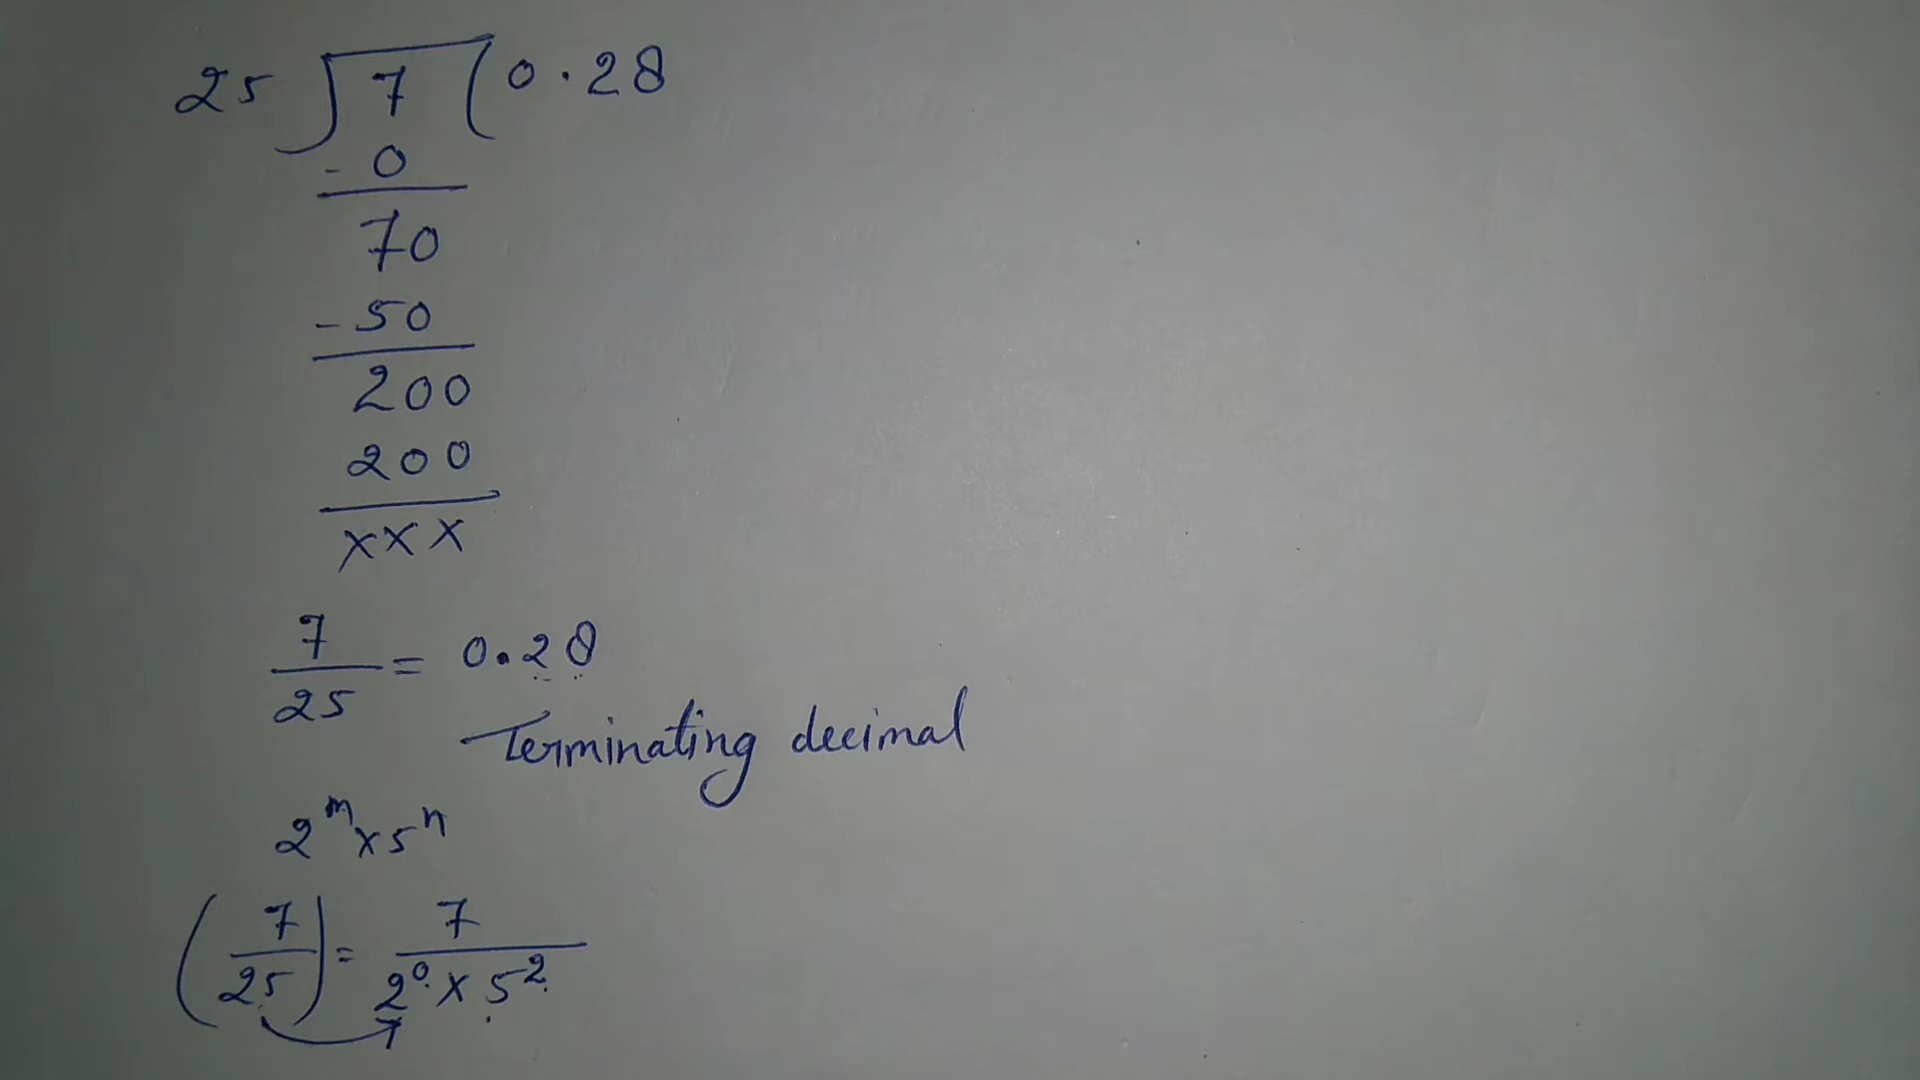 25 7 0.28
- 0
70
- 50
200
200
x x x
7/25 = 0.28
Terminating decimal
2^m x 5^n
(7/25) = 7/(2^0 x 5^2)